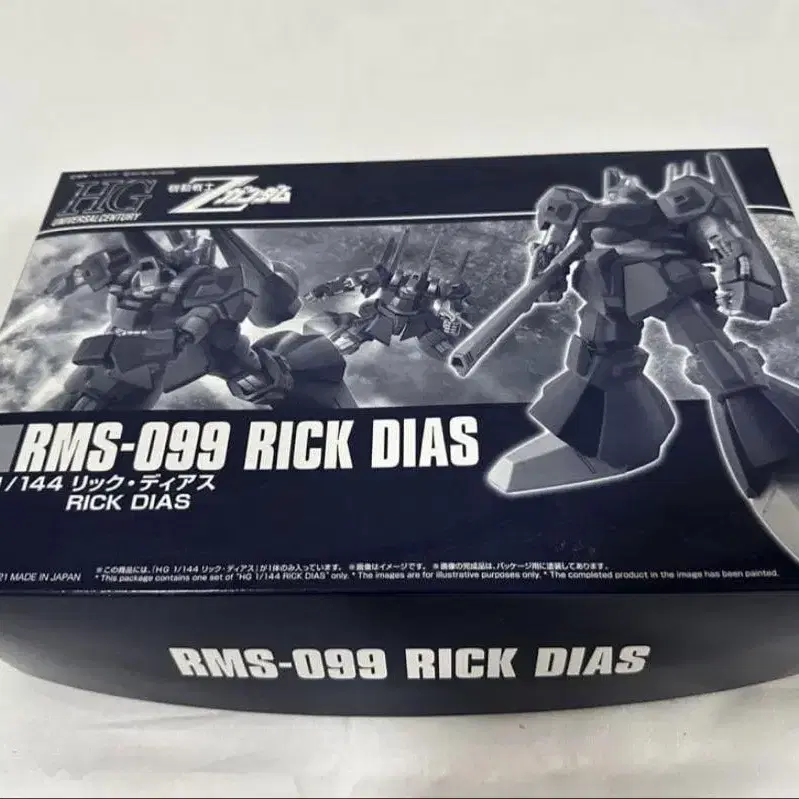 HG
UNIVERSAL CENTURY
機動戦士
Zガンダム
RMS-099 RICK DIAS
1/144 リック・ディアス
RICK DIAS
21 MADE IN JAPAN
※この商品には、「HG 1/144 リック・ディアス」が1体のみ入っています。 ※画像はイメージです。 ※画像の完成品は、パッケージ用に塗装してあります。
* This package contains one set of "HG 1/144 RICK DIAS" only. * The images are for illustrative purposes only. * The completed product in the image has been painted.
RMS-099 RICK DIAS